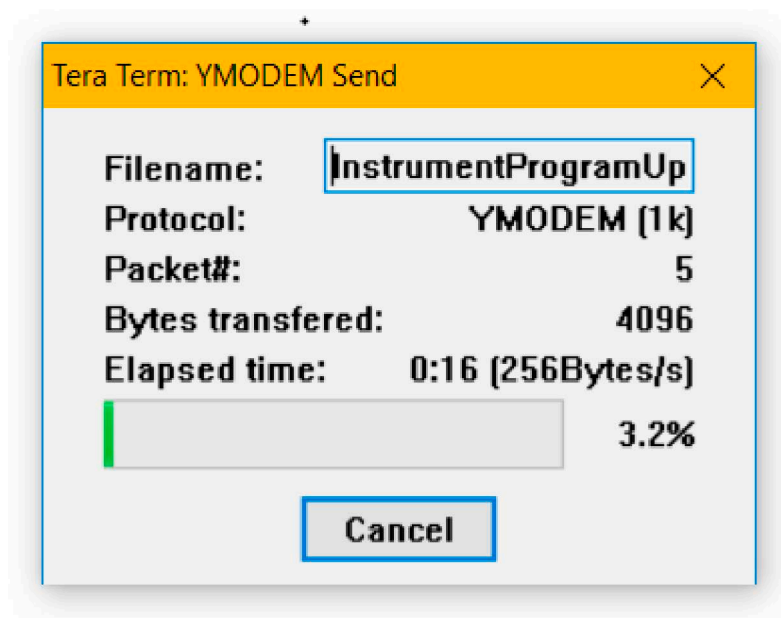 Tera Term: YMODEM Send
Filename: InstrumentProgramUp
Protocol: YMODEM (1k)
Packet#: 5
Bytes transfered: 4096
Elapsed time: 0:16 (256Bytes/s)
3.2%
Cancel